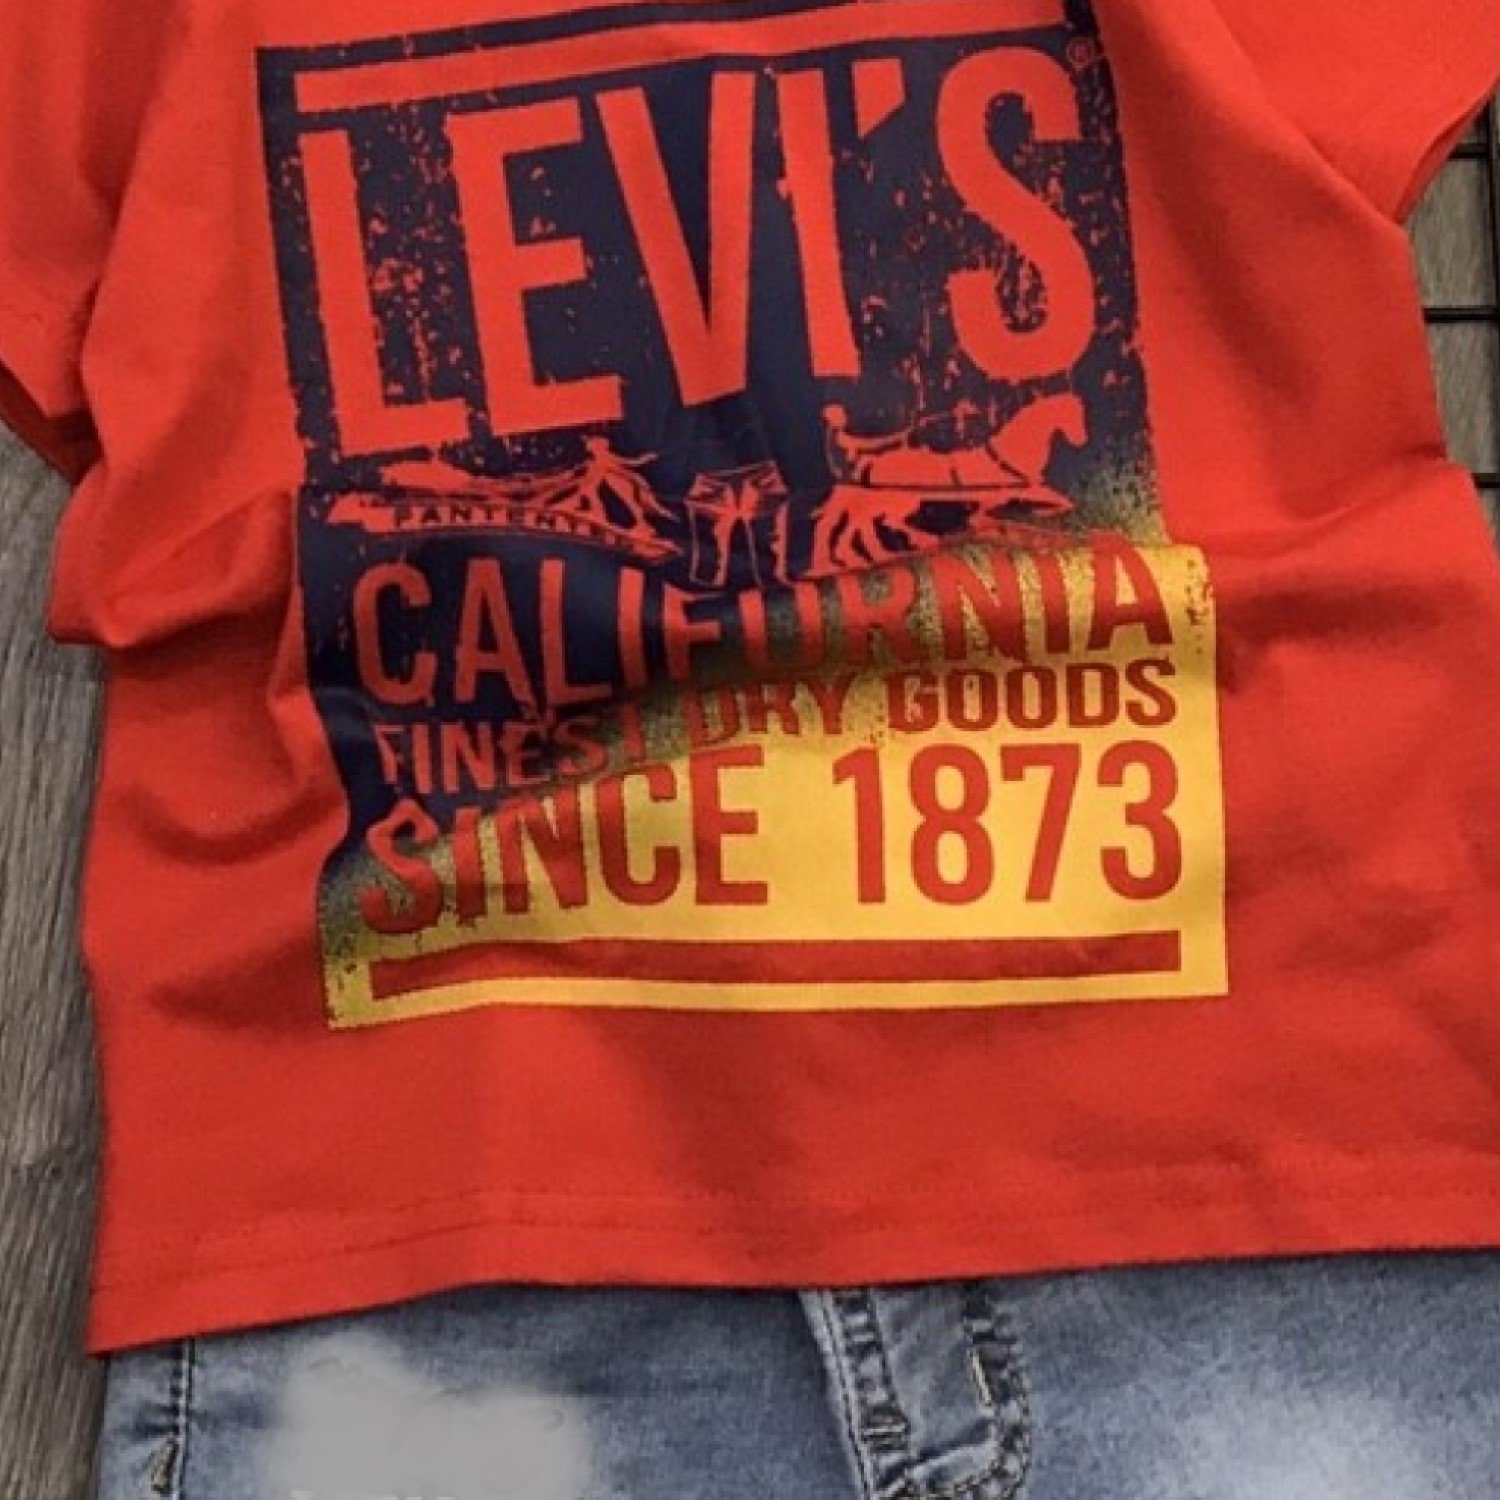 LEVI'S®
CALIFORNIA
FINEST DRY GOODS
SINCE 1873